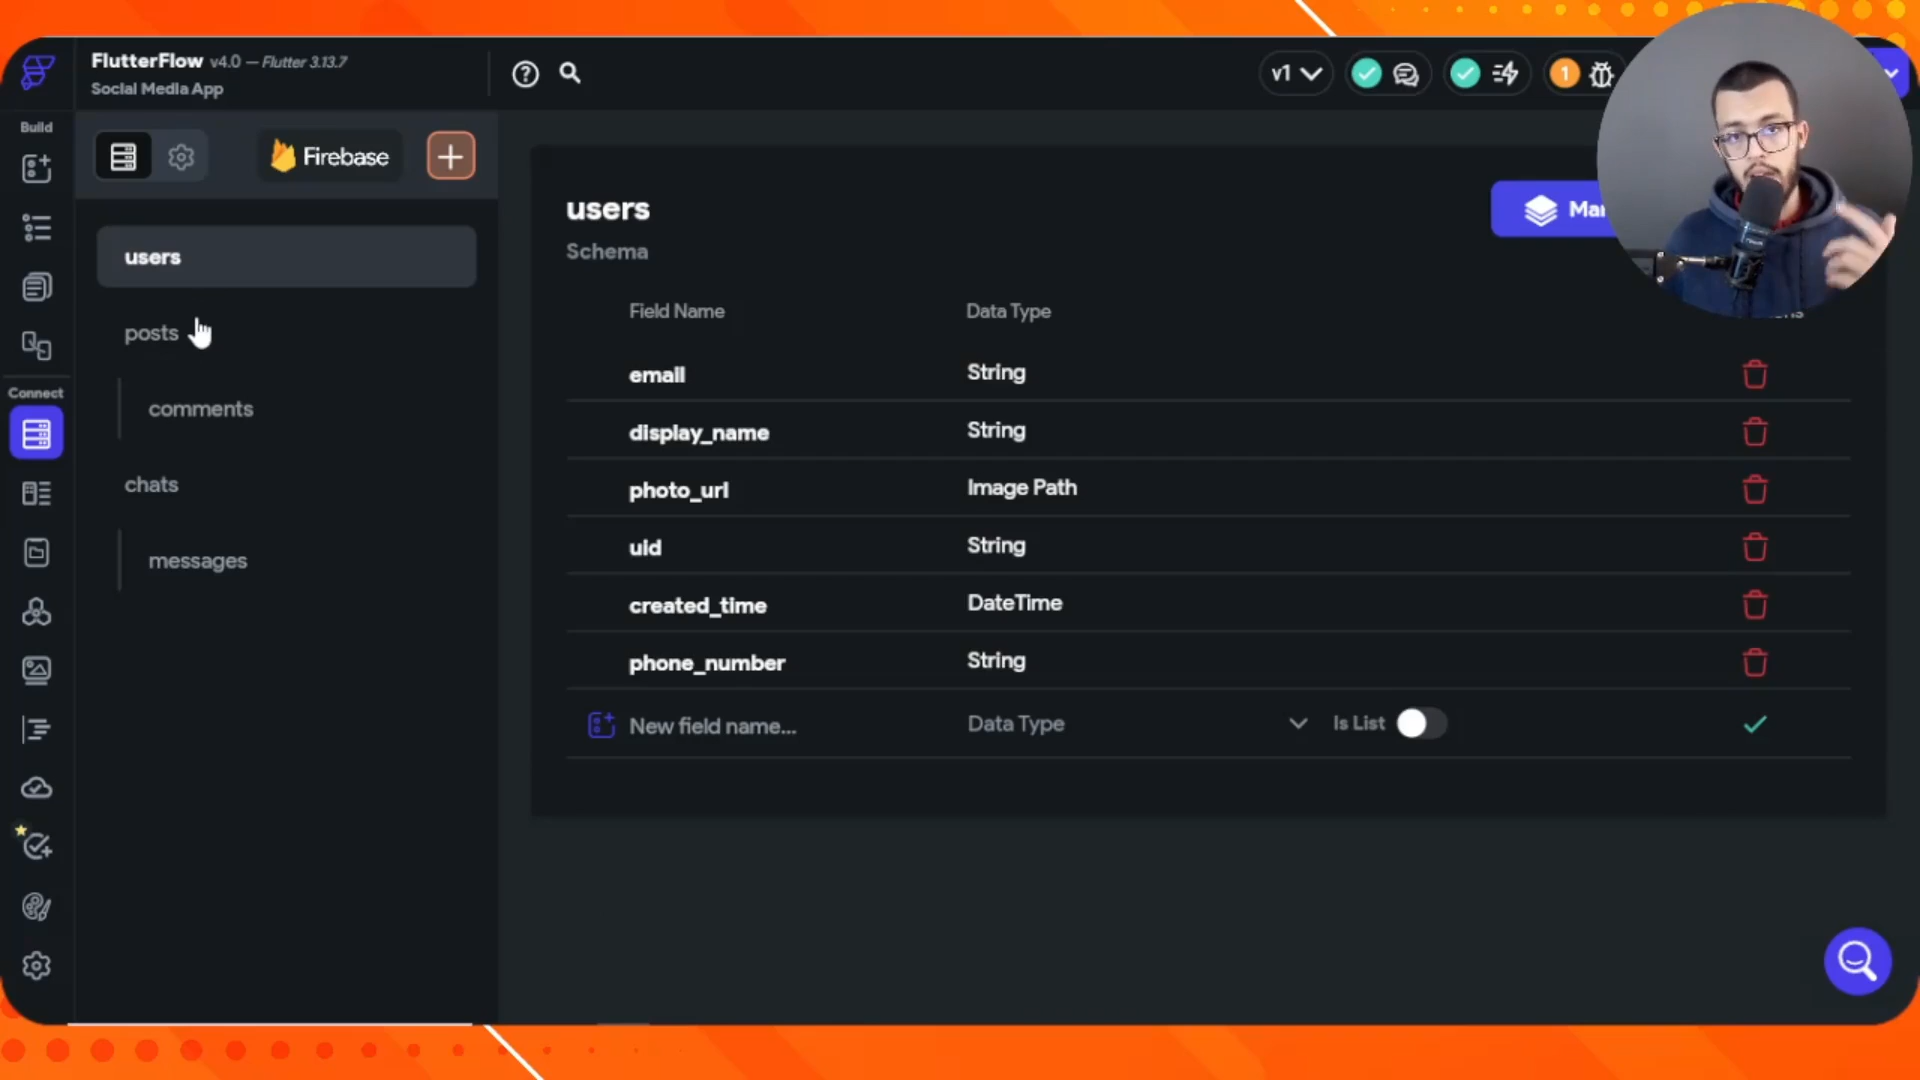 FlutterFlow v4.0 — Flutter 3.13.7
Social Media App
v1
1
Build
Firebase
Connect
users
posts
comments
chats
messages
users
Schema
Field Name Data Type
email String
display_name String
photo_url Image Path
uid String
created_time DateTime
phone_number String
New field name... Data Type Is List